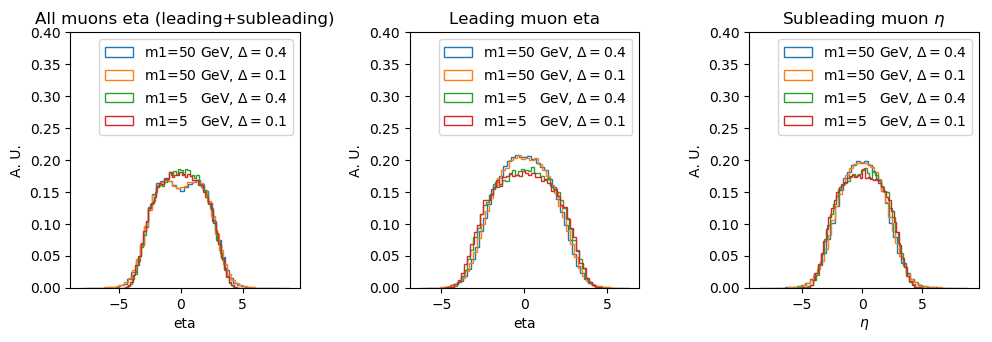 All muons eta (leading+subleading)
A. U.
0.40
0.35
0.30
0.25
0.20
0.15
0.10
0.05
0.00
m1=50 GeV, Δ = 0.4
m1=50 GeV, Δ = 0.1
m1=5 GeV, Δ = 0.4
m1=5 GeV, Δ = 0.1
−5
0
5
eta
Leading muon eta
A. U.
0.40
0.35
0.30
0.25
0.20
0.15
0.10
0.05
0.00
m1=50 GeV, Δ = 0.4
m1=50 GeV, Δ = 0.1
m1=5 GeV, Δ = 0.4
m1=5 GeV, Δ = 0.1
−5
0
5
eta
Subleading muon η
A. U.
0.40
0.35
0.30
0.25
0.20
0.15
0.10
0.05
0.00
m1=50 GeV, Δ = 0.4
m1=50 GeV, Δ = 0.1
m1=5 GeV, Δ = 0.4
m1=5 GeV, Δ = 0.1
−5
0
5
η